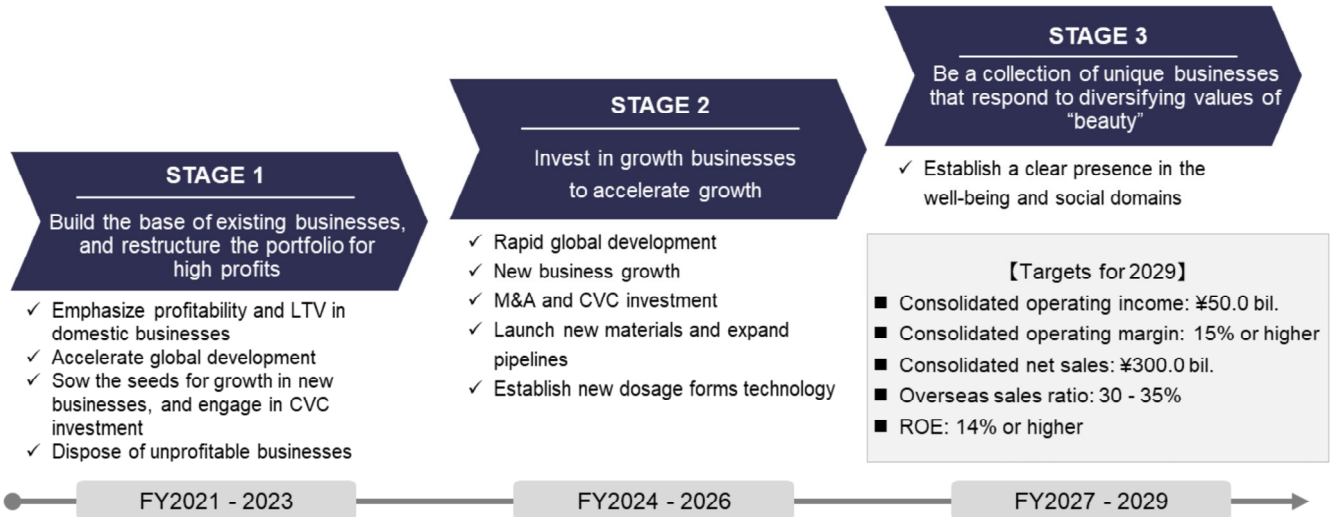 STAGE 1
Build the base of existing businesses,
and restructure the portfolio for
high profits
✓ Emphasize profitability and LTV in
domestic businesses
✓ Accelerate global development
✓ Sow the seeds for growth in new
businesses, and engage in CVC
investment
✓ Dispose of unprofitable businesses
FY2021 - 2023
STAGE 2
Invest in growth businesses
to accelerate growth
✓ Rapid global development
✓ New business growth
✓ M&A and CVC investment
✓ Launch new materials and expand
pipelines
✓ Establish new dosage forms technology
FY2024 - 2026
STAGE 3
Be a collection of unique businesses
that respond to diversifying values of
“beauty”
✓ Establish a clear presence in the
well-being and social domains
【Targets for 2029】
■ Consolidated operating income: ¥50.0 bil.
■ Consolidated operating margin: 15% or higher
■ Consolidated net sales: ¥300.0 bil.
■ Overseas sales ratio: 30 - 35%
■ ROE: 14% or higher
FY2027 - 2029